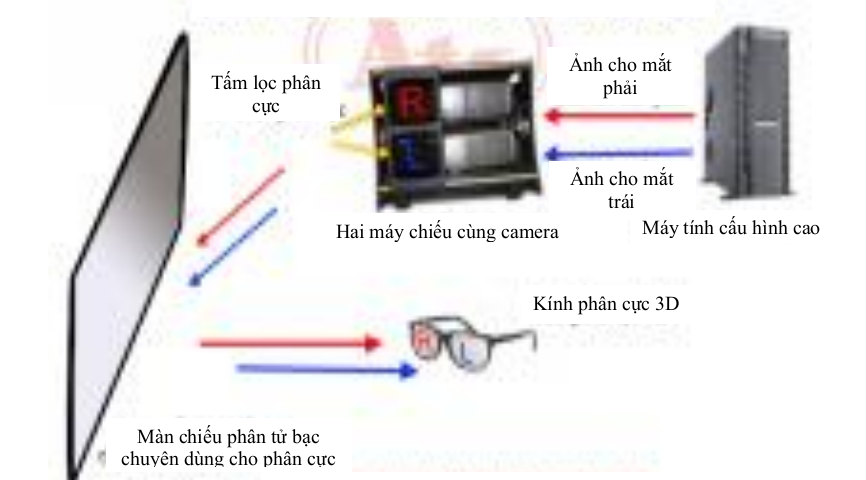 Tấm lọc phân
cực
Ảnh cho mắt
phải
R
L
Ảnh cho mắt
trái
Hai máy chiếu cùng camera
Máy tính cấu hình cao
Kính phân cực 3D
R
L
Màn chiếu phân tử bạc
chuyên dùng cho phân cực